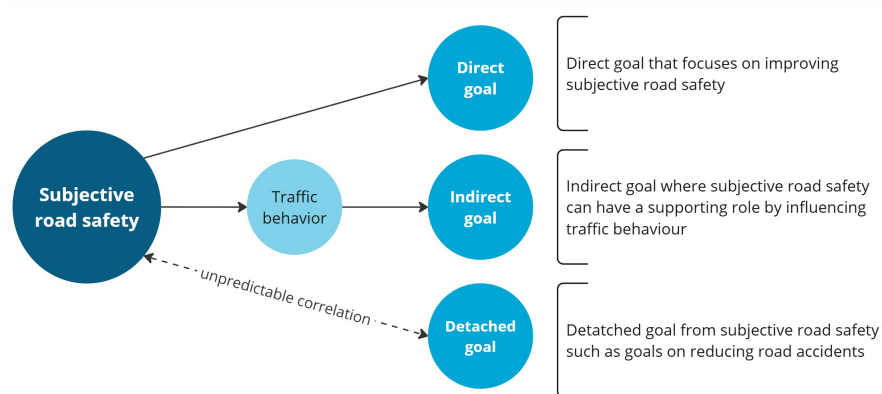 Direct
goal
Direct goal that focuses on improving
subjective road safety
Subjective
road safety
Traffic
behavior
Indirect
goal
Indirect goal where subjective road safety
can have a supporting role by influencing
traffic behaviour
unpredictable correlation
Detached
goal
Detatched goal from subjective road safety
such as goals on reducing road accidents